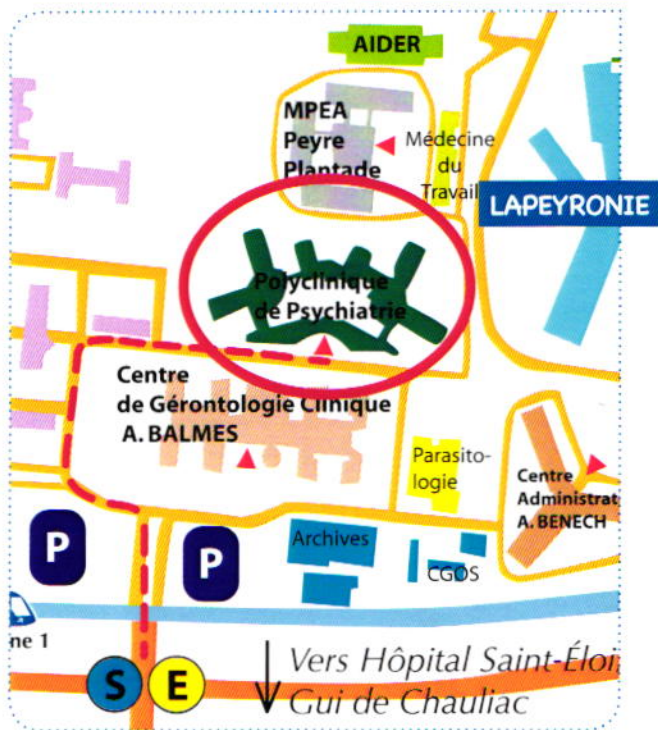 AIDER
MPEA
Peyre
Plantade
Médecine
du
Travail
LAPEYRONIE
Polyclinique
de Psychiatrie
Centre
de Gérontologie Clinique
A. BALMES
Parasito-
logie
Centre
Administrat
A. BENECH
P
P
Archives
CGOS
ne 1
S
E
Vers Hôpital Saint-Éloi,
Gui de Chauliac